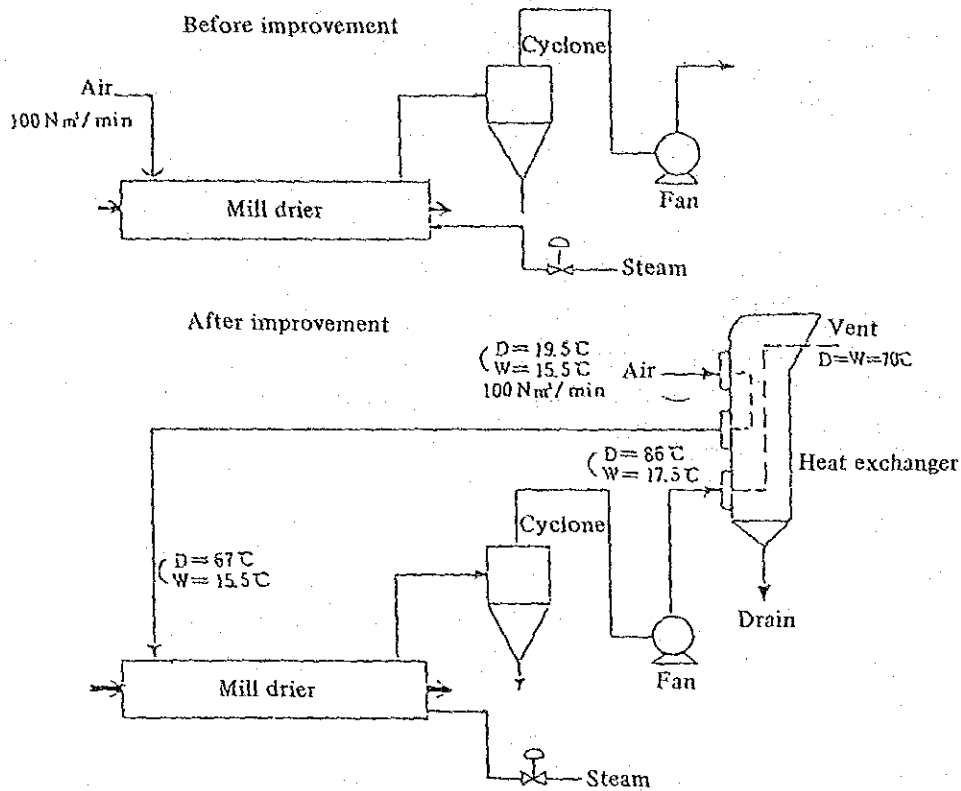 Before improvement
Cyclone
Air
100 Nm³/min
Mill drier
Fan
Steam
After improvement
D=19.5℃
W=15.5℃
100 Nm³/min
Air
Vent
D=W=70℃
D=86℃
W=17.5℃
Heat exchanger
Cyclone
D=67℃
W=15.5℃
Drain
Mill drier
Fan
Steam